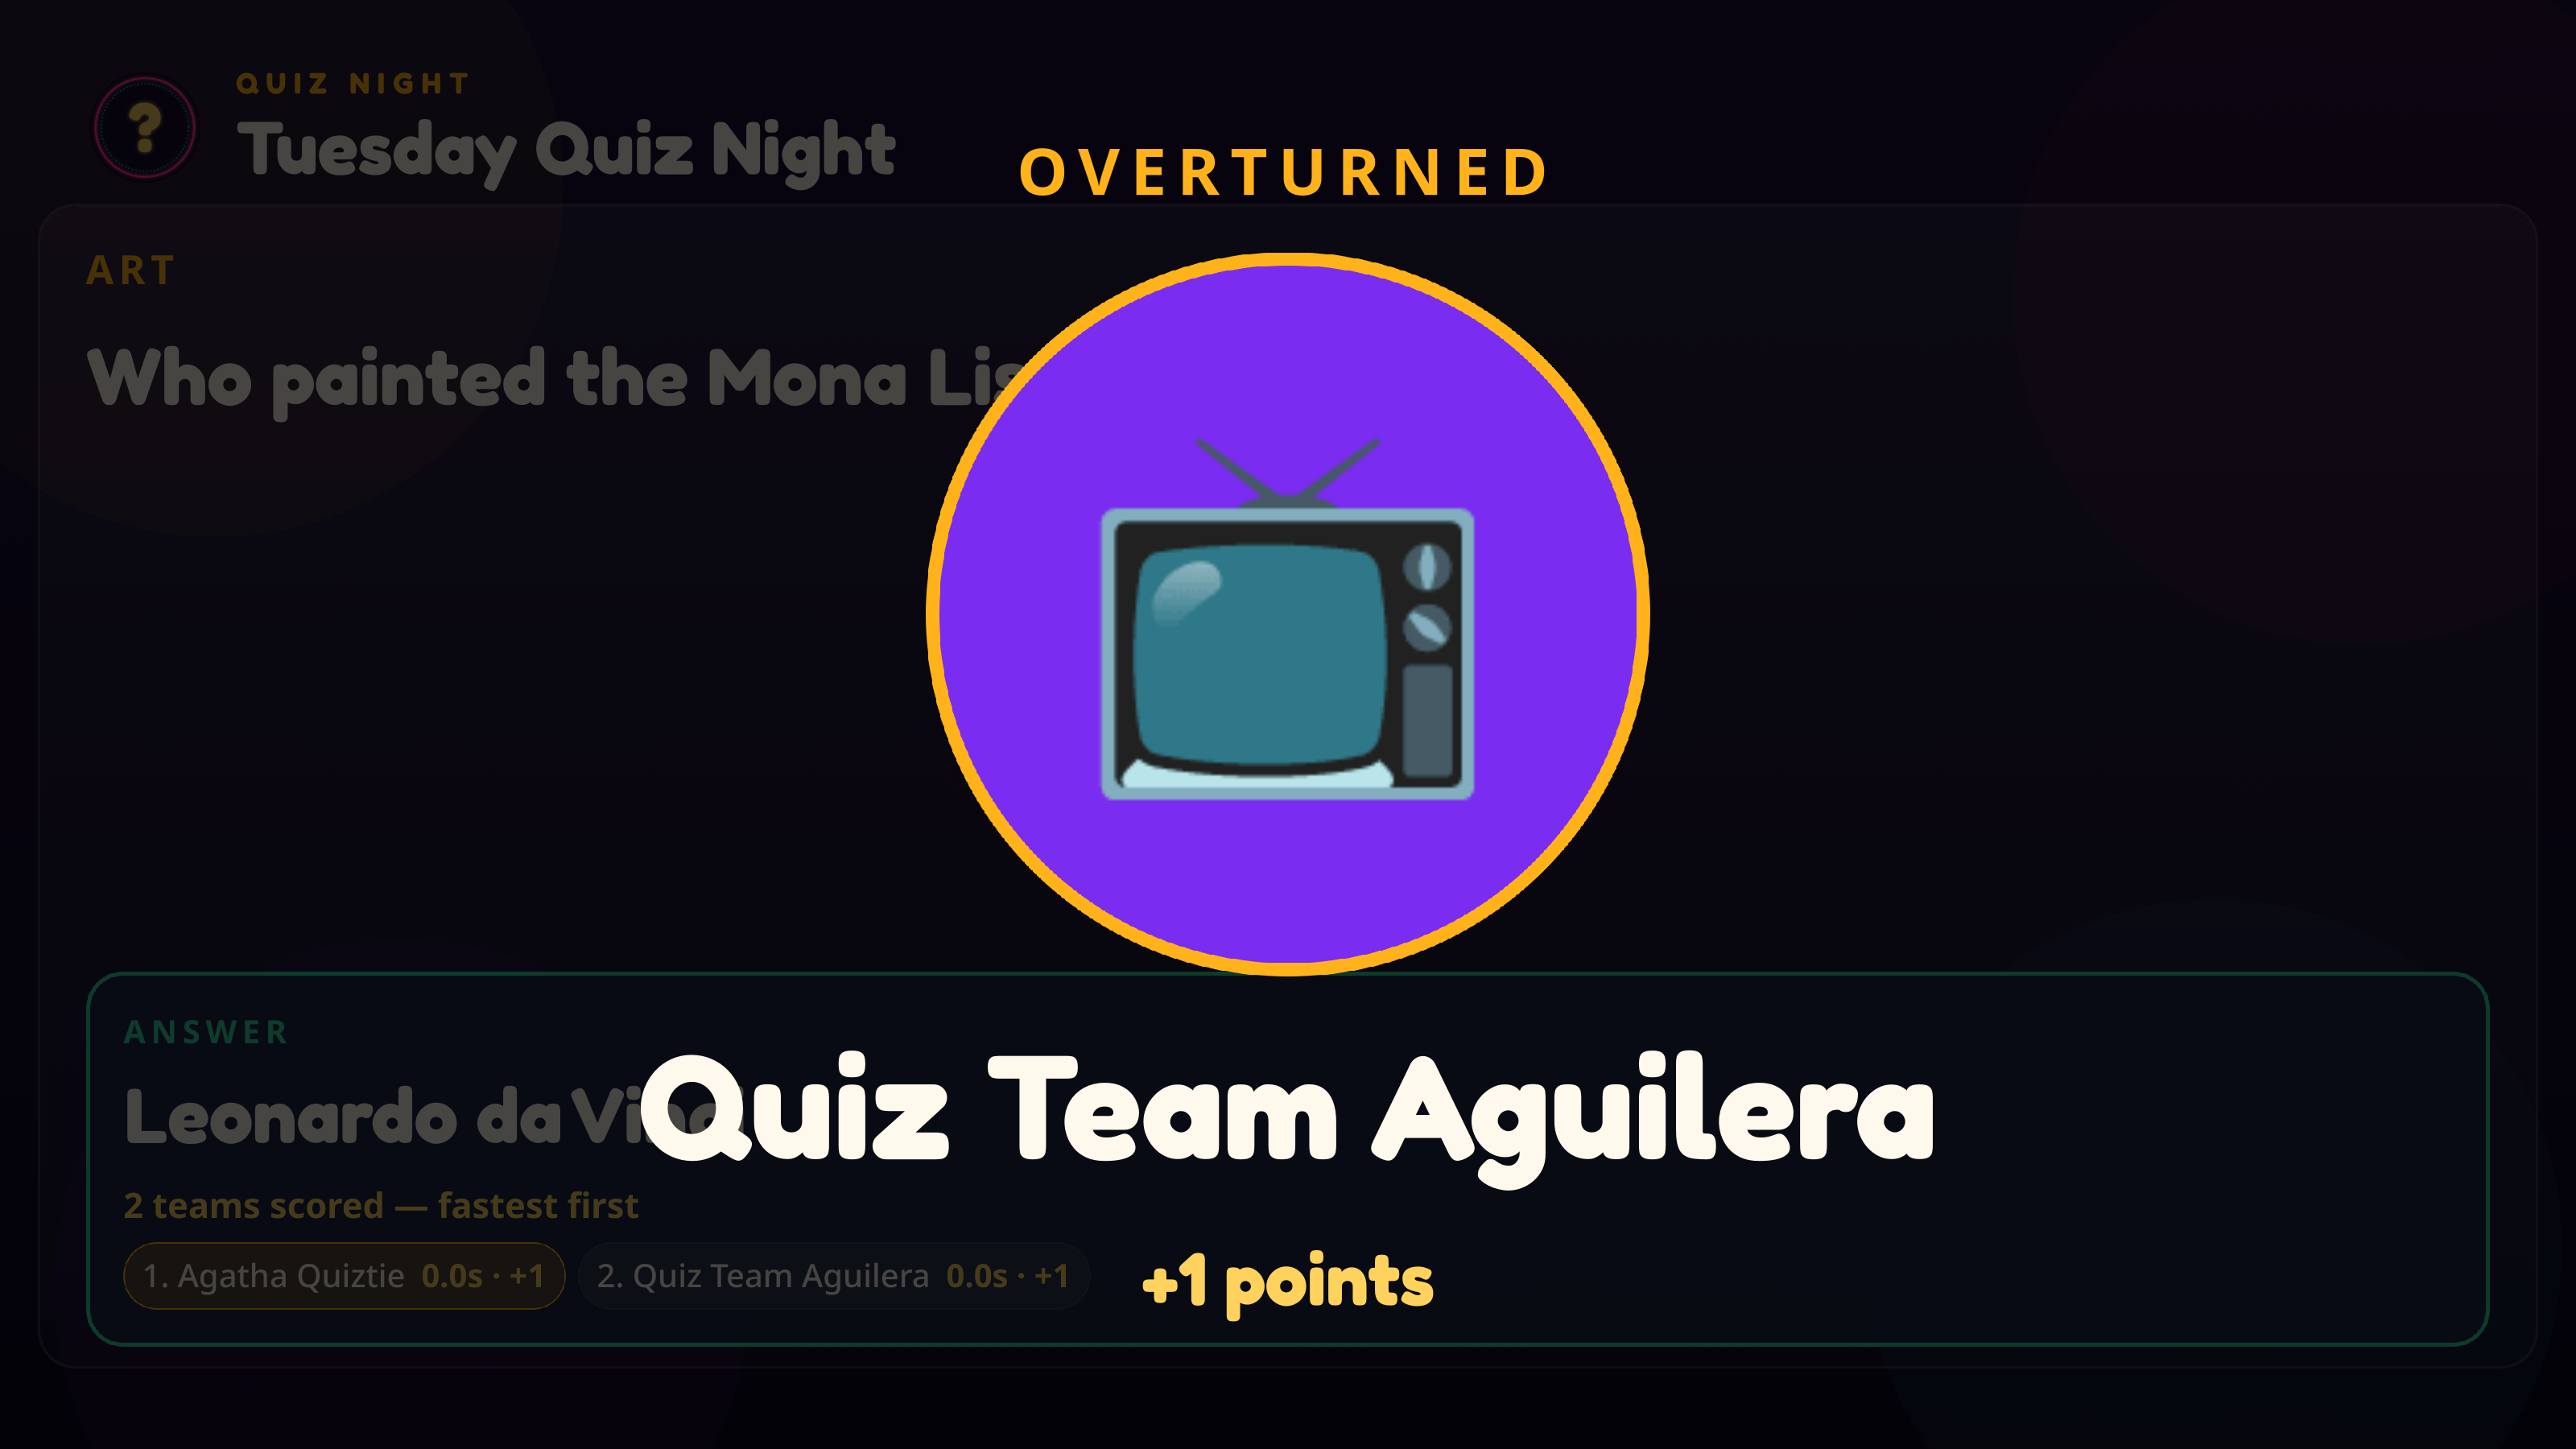 QUIZ NIGHT
Tuesday Quiz Night
OVERTURNED
ART
Who painted the Mona Lis
ANSWER
Leonardo da Vinc
Quiz Team Aguilera
2 teams scored — fastest first
1. Agatha Quiztie 0.0s · +1
2. Quiz Team Aguilera 0.0s · +1
+1 points